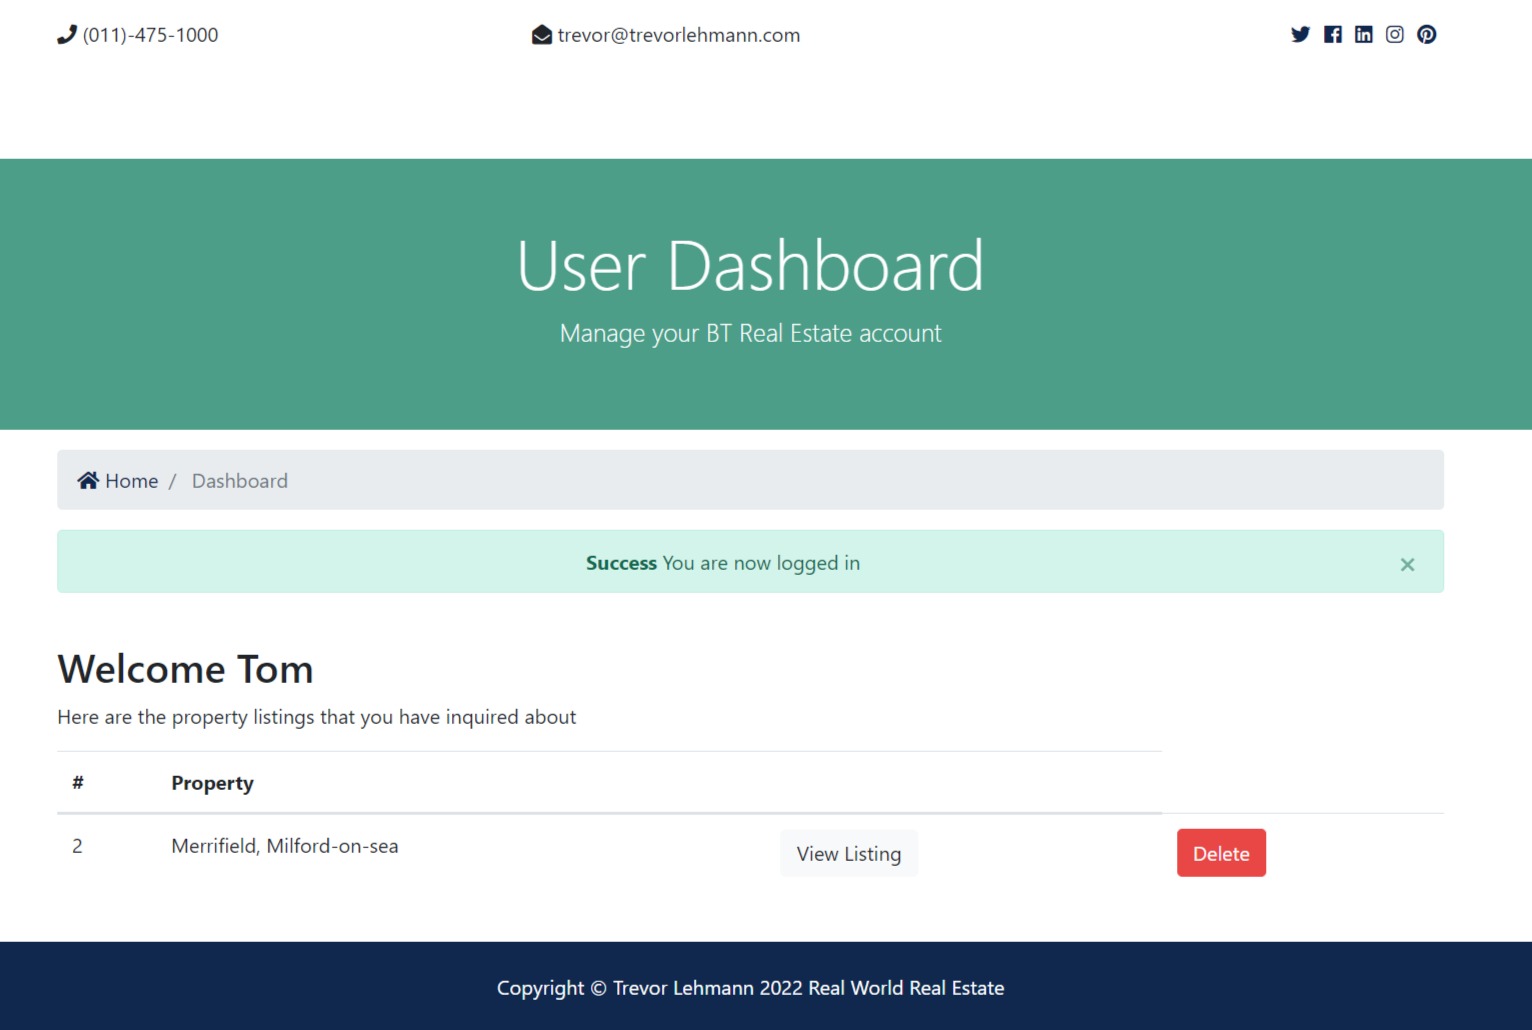 (011)-475-1000 trevor@trevorlehmann.com
User Dashboard
Manage your BT Real Estate account
Home / Dashboard
Success You are now logged in ×
Welcome Tom
Here are the property listings that you have inquired about
# Property
2 Merrifield, Milford-on-sea View Listing Delete
Copyright © Trevor Lehmann 2022 Real World Real Estate